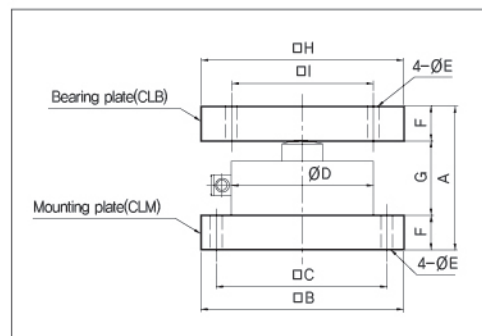 □H
□I
4-ØE
Bearing plate(CLB)
F
ØD
G
A
Mounting plate(CLM)
F
4-ØE
□C
□B